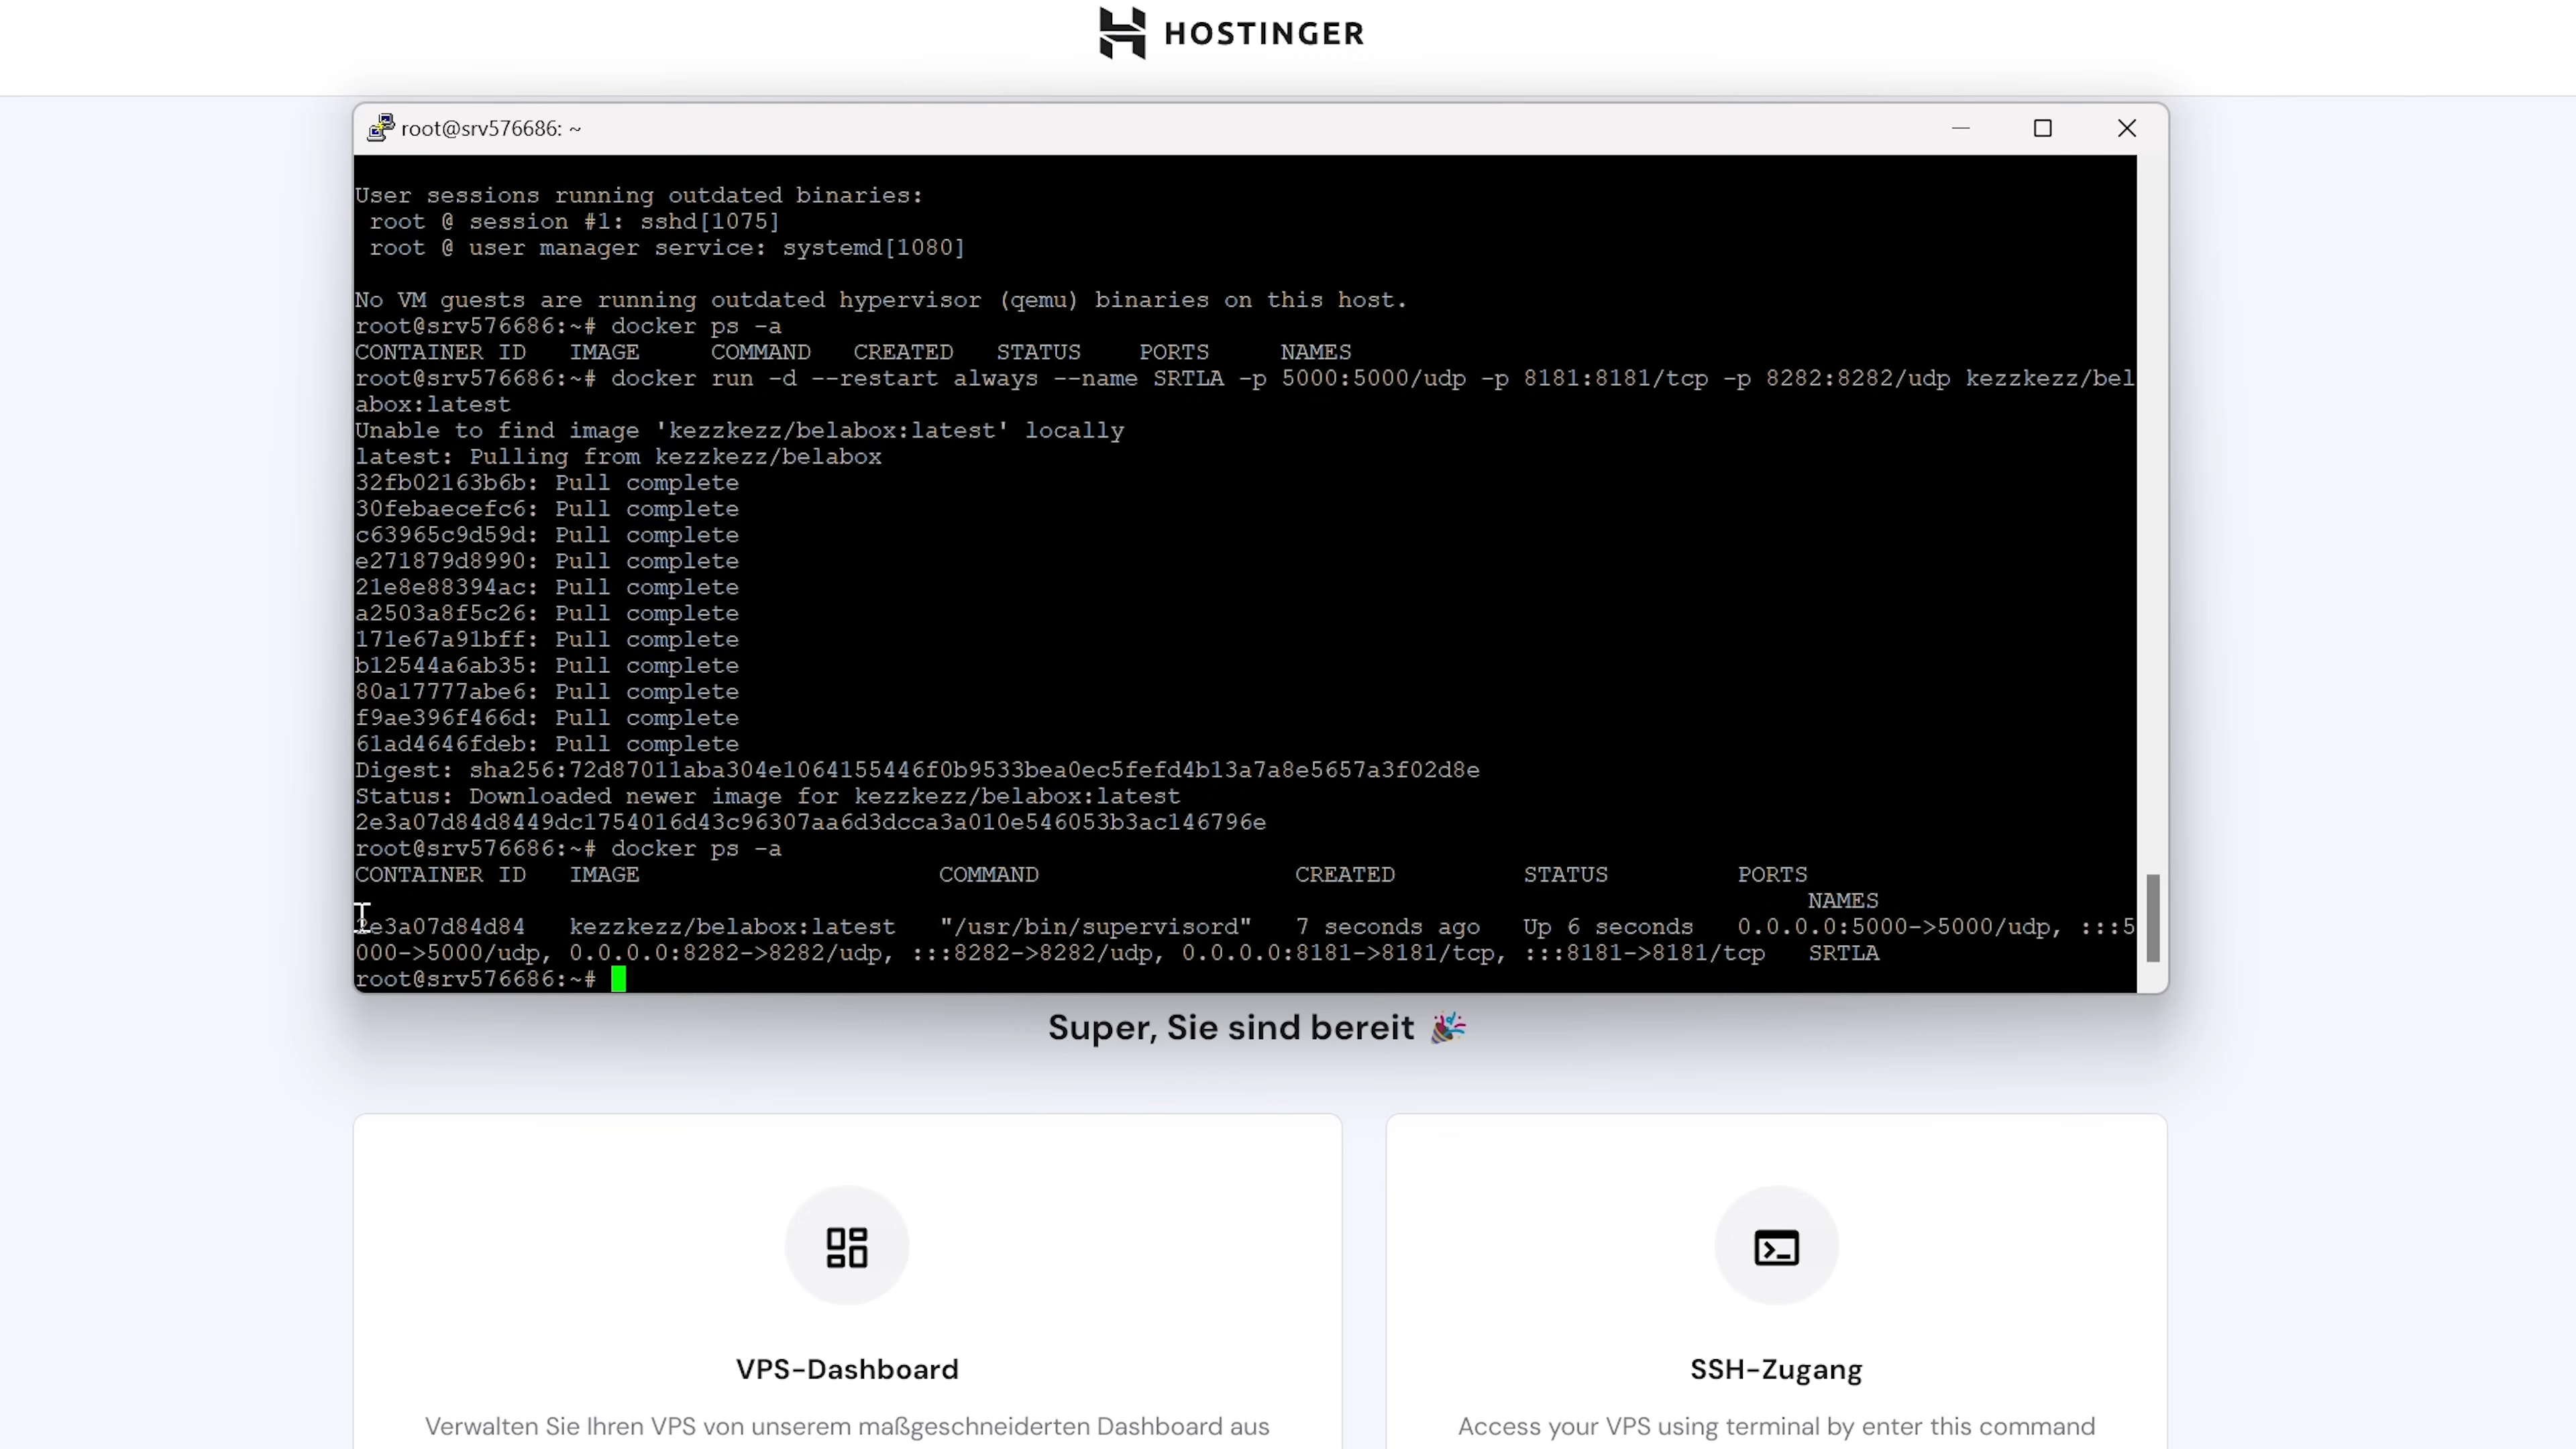 HOSTINGER
root@srv576686: ~
User sessions running outdated binaries:
root @ session #1: sshd[1075]
root @ user manager service: systemd[1080]
No VM guests are running outdated hypervisor (qemu) binaries on this host.
root@srv576686:~# docker ps -a
CONTAINER ID IMAGE COMMAND CREATED STATUS PORTS NAMES
root@srv576686:~# docker run -d --restart always --name SRTLA -p 5000:5000/udp -p 8181:8181/tcp -p 8282:8282/udp kezzkezz/bel
abox:latest
Unable to find image 'kezzkezz/belabox:latest' locally
latest: Pulling from kezzkezz/belabox
32fb02163b6b: Pull complete
30febaecefc6: Pull complete
c63965c9d59d: Pull complete
e271879d8990: Pull complete
21e8e88394ac: Pull complete
a2503a8f5c26: Pull complete
171e67a91bff: Pull complete
b12544a6ab35: Pull complete
80a17777abe6: Pull complete
f9ae396f466d: Pull complete
61ad4646fdeb: Pull complete
Digest: sha256:72d87011aba304e1064155446f0b9533bea0ec5fefd4b13a7a8e5657a3f02d8e
Status: Downloaded newer image for kezzkezz/belabox:latest
2e3a07d84d8449dc1754016d43c96307aa6d3dcca3a010e546053b3ac146796e
root@srv576686:~# docker ps -a
CONTAINER ID IMAGE COMMAND CREATED STATUS PORTS
NAMES
2e3a07d84d84 kezzkezz/belabox:latest "/usr/bin/supervisord" 7 seconds ago Up 6 seconds 0.0.0.0:5000->5000/udp, :::5
000->5000/udp, 0.0.0.0:8282->8282/udp, :::8282->8282/udp, 0.0.0.0:8181->8181/tcp, :::8181->8181/tcp SRTLA
root@srv576686:~#
Super, Sie sind bereit 🎉
VPS-Dashboard
Verwalten Sie Ihren VPS von unserem maßgeschneiderten Dashboard aus
SSH-Zugang
Access your VPS using terminal by enter this command